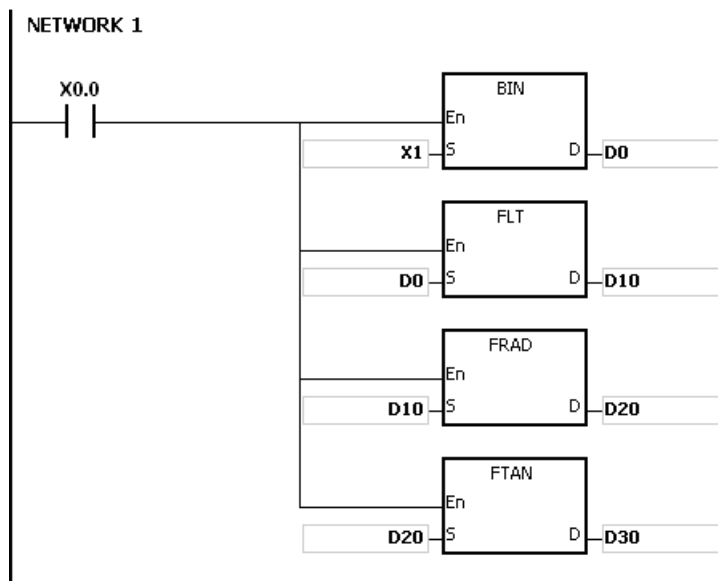 NETWORK 1
X0.0
BIN
En
X1 S D D0
FLT
En
D0 S D D10
FRAD
En
D10 S D D20
FTAN
En
D20 S D D30